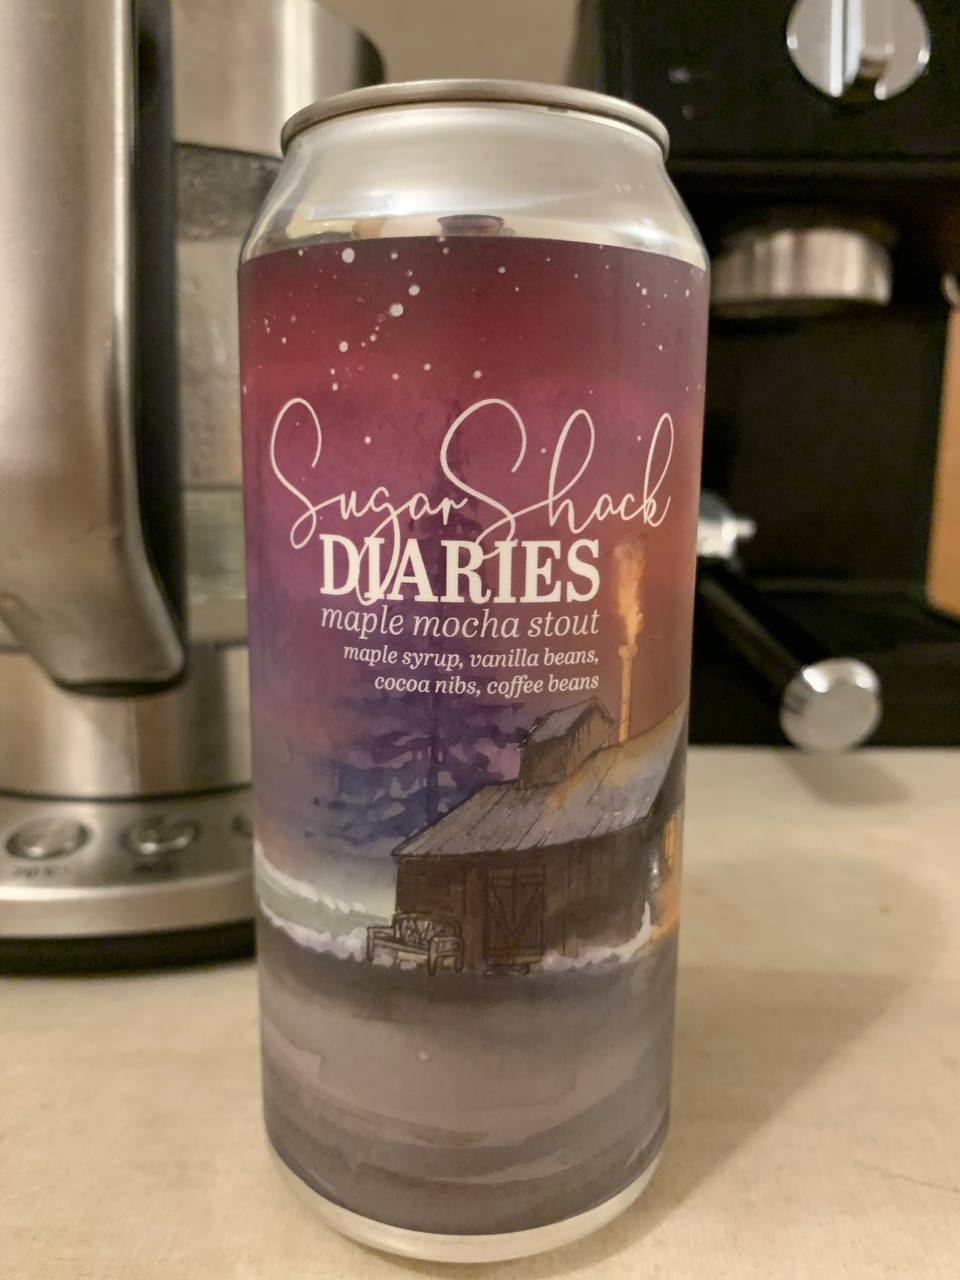 Sugar Shack
DIARIES
maple mocha stout
maple syrup, vanilla beans,
cocoa nibs, coffee beans